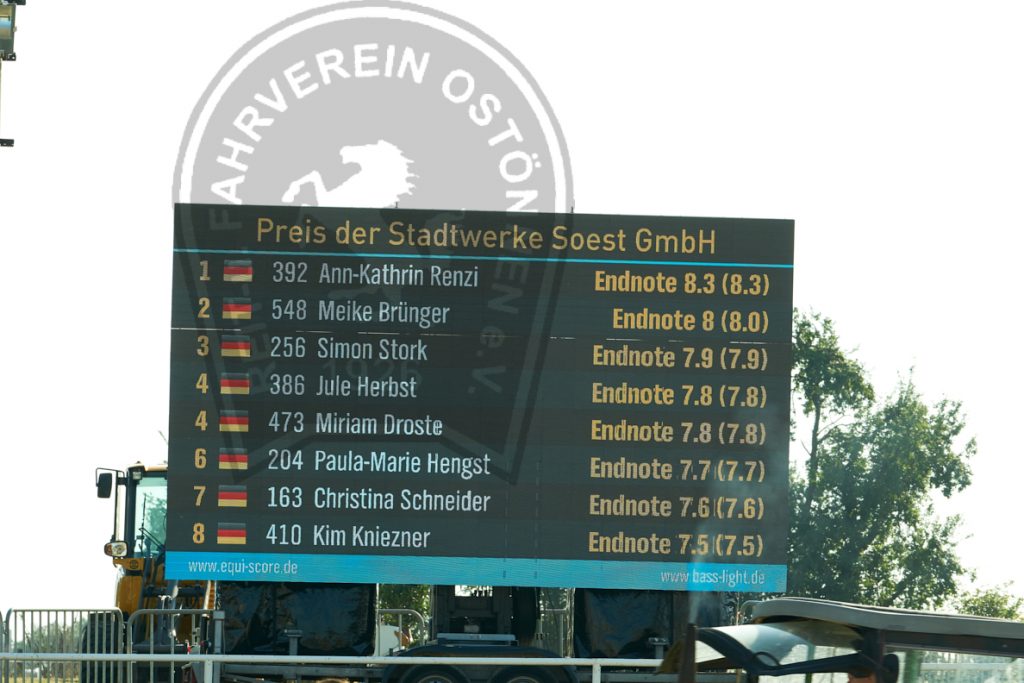 FAHRVEREIN OSTÖNNEN e.V.
Preis der Stadtwerke Soest GmbH
1 392 Ann-Kathrin Renzi Endnote 8.3 (8.3)
2 548 Meike Brünger Endnote 8 (8.0)
3 256 Simon Stork Endnote 7.9 (7.9)
4 386 Jule Herbst Endnote 7.8 (7.8)
4 473 Miriam Droste Endnote 7.8 (7.8)
6 204 Paula-Marie Hengst Endnote 7.7 (7.7)
7 163 Christina Schneider Endnote 7.6 (7.6)
8 410 Kim Kniezner Endnote 7.5 (7.5)
www.equi-score.de www.bass-light.de